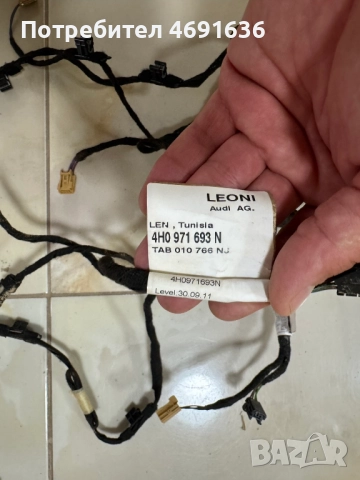 Потребител 4691636
LEONI
Audi AG.
LEN , Tunisia
4H0 971 693 N
TAB 010 766 NJ
4H0971693N
Level.30.09.11
BAZAR
bg